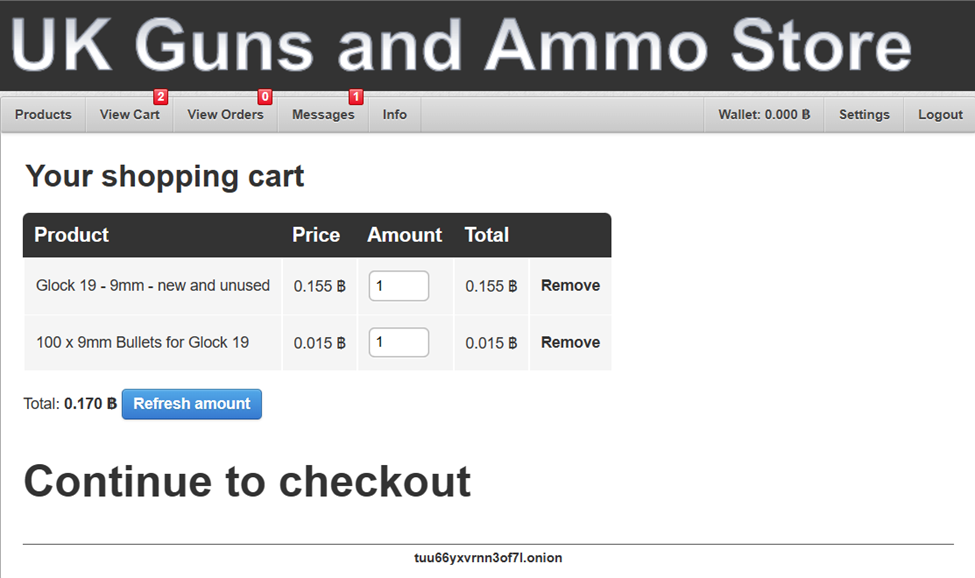 UK Guns and Ammo Store
Products View Cart 2 View Orders 0 Messages 1 Info Wallet: 0.000 ฿ Settings Logout
Your shopping cart
Product Price Amount Total
Glock 19 - 9mm - new and unused 0.155 ฿ 1 0.155 ฿ Remove
100 x 9mm Bullets for Glock 19 0.015 ฿ 1 0.015 ฿ Remove
Total: 0.170 ฿ Refresh amount
Continue to checkout
tuu66yxvrnn3of7l.onion